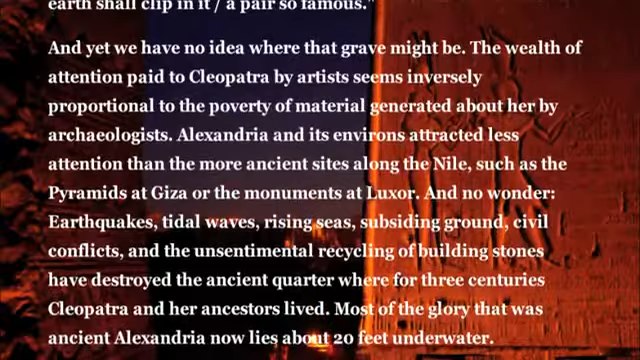 earth shall clip in it / a pair so famous."
And yet we have no idea where that grave might be. The wealth of
attention paid to Cleopatra by artists seems inversely
proportional to the poverty of material generated about her by
archaeologists. Alexandria and its environs attracted less
attention than the more ancient sites along the Nile, such as the
Pyramids at Giza or the monuments at Luxor. And no wonder:
Earthquakes, tidal waves, rising seas, subsiding ground, civil
conflicts, and the unsentimental recycling of building stones
have destroyed the ancient quarter where for three centuries
Cleopatra and her ancestors lived. Most of the glory that was
ancient Alexandria now lies about 20 feet underwater.